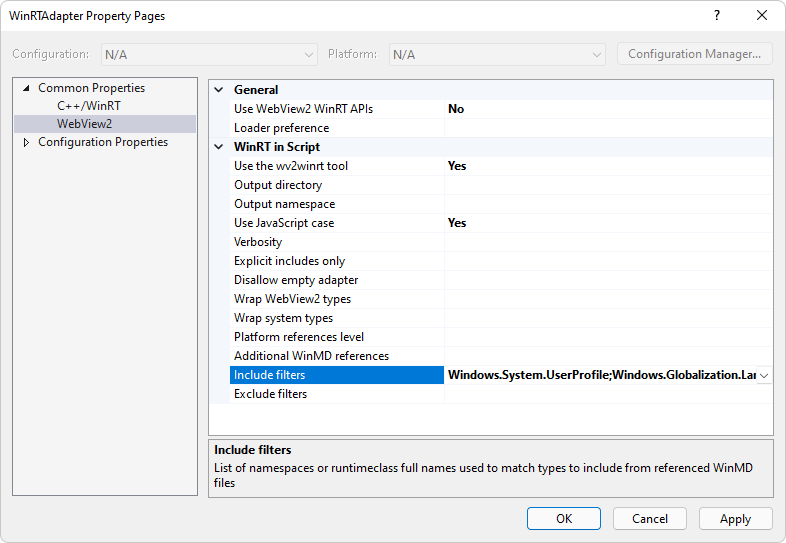 WinRTAdapter Property Pages
?
Configuration: N/A Platform: N/A Configuration Manager...
Common Properties
C++/WinRT
WebView2
Configuration Properties
General
Use WebView2 WinRT APIs No
Loader preference
WinRT in Script
Use the wv2winrt tool Yes
Output directory
Output namespace
Use JavaScript case Yes
Verbosity
Explicit includes only
Disallow empty adapter
Wrap WebView2 types
Wrap system types
Platform references level
Additional WinMD references
Include filters Windows.System.UserProfile;Windows.Globalization.Lan
Exclude filters
Include filters
List of namespaces or runtimeclass full names used to match types to include from referenced WinMD
files
OK Cancel Apply